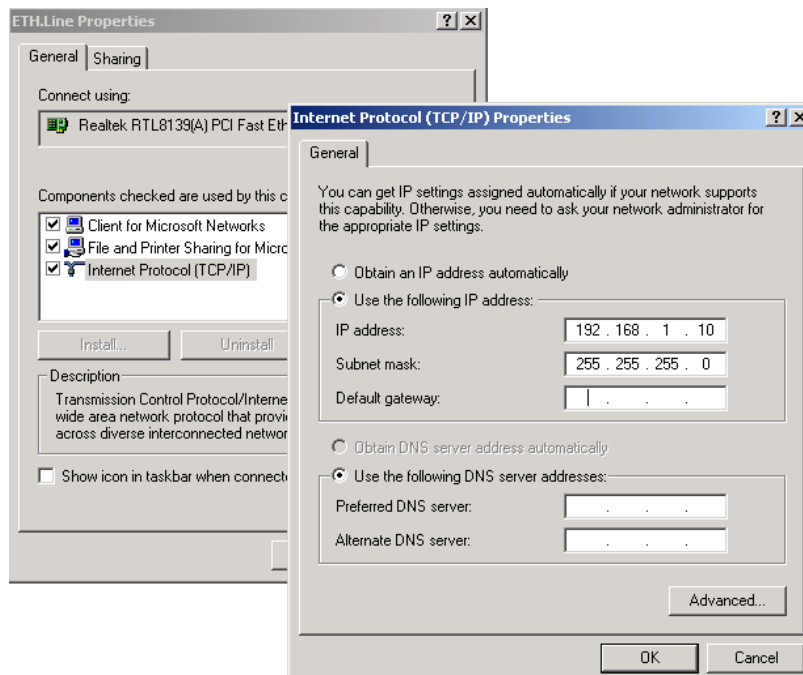 ETH.Line Properties
General
Sharing
Connect using:
Realtek RTL8139(A) PCI Fast Eth
Components checked are used by this c
Client for Microsoft Networks
File and Printer Sharing for Micro
Internet Protocol (TCP/IP)
Install...
Uninstall
Description
Transmission Control Protocol/Interne
wide area network protocol that provi
across diverse interconnected networ
Show icon in taskbar when connecte
Internet Protocol (TCP/IP) Properties
General
You can get IP settings assigned automatically if your network supports
this capability. Otherwise, you need to ask your network administrator for
the appropriate IP settings.
Obtain an IP address automatically
Use the following IP address:
IP address: 192 . 168 . 1 . 10
Subnet mask: 255 . 255 . 255 . 0
Default gateway: . . .
Obtain DNS server address automatically
Use the following DNS server addresses:
Preferred DNS server: . . .
Alternate DNS server: . . .
Advanced...
OK
Cancel